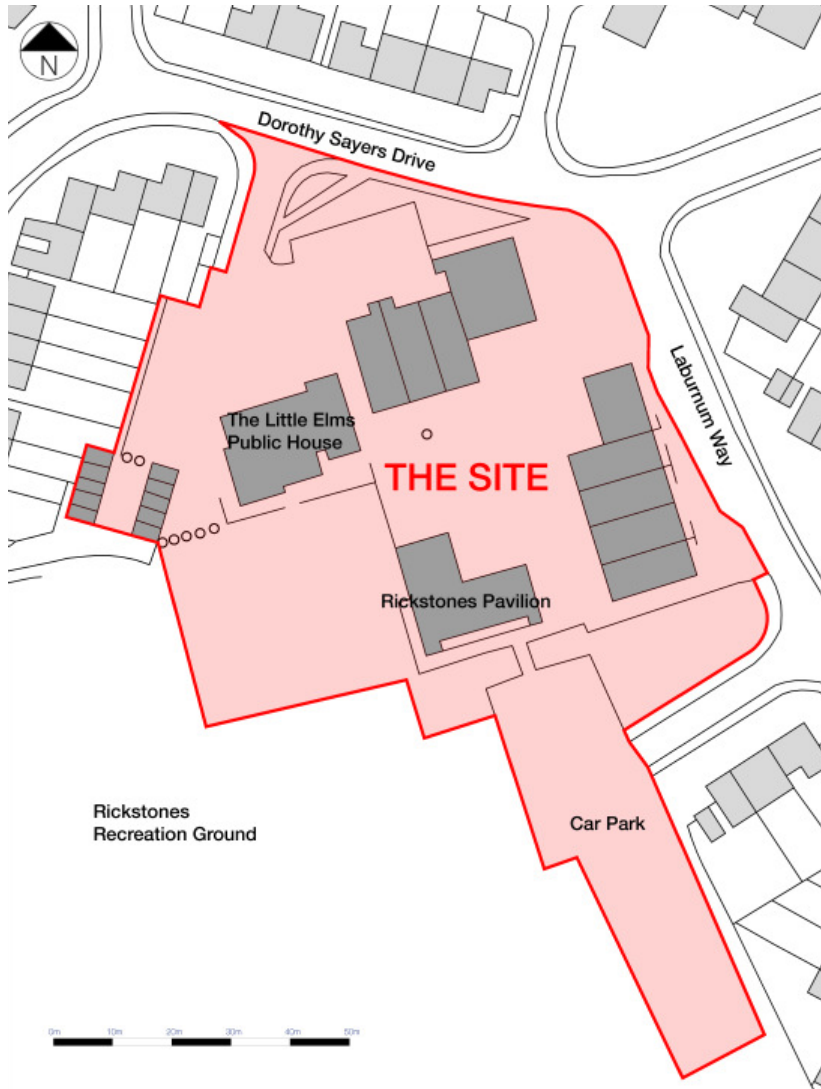 N
Dorothy Sayers Drive
Laburnum Way
The Little Elms
Public House
THE SITE
Rickstones Pavilion
Rickstones
Recreation Ground
Car Park
0m 10m 20m 30m 40m 50m